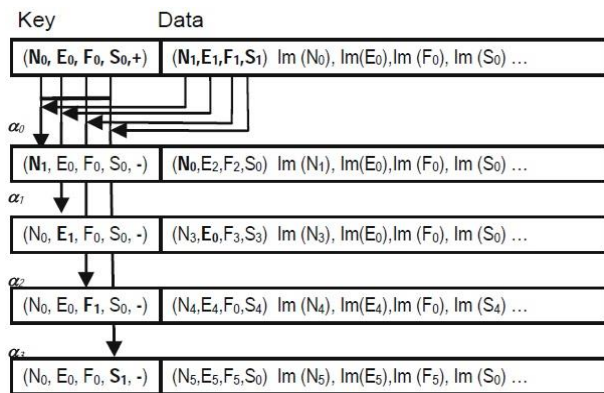 Key Data
(N₀, E₀, F₀, S₀,+) (N₁,E₁,F₁,S₁) Im (N₀), Im(E₀),Im (F₀), Im (S₀) ...
α₀
(N₁, E₀, F₀, S₀, -) (N₀,E₂,F₂,S₀) Im (N₁), Im(E₀),Im (F₀), Im (S₀) ...
α₁
(N₀, E₁, F₀, S₀, -) (N₃,E₀,F₃,S₃) Im (N₃), Im(E₀),Im (F₀), Im (S₀) ...
α₂
(N₀, E₀, F₁, S₀, -) (N₄,E₄,F₀,S₄) Im (N₄), Im(E₄),Im (F₀), Im (S₄) ...
α₃
(N₀, E₀, F₀, S₁, -) (N₅,E₅,F₅,S₀) Im (N₅), Im(E₅),Im (F₅), Im (S₀) ...